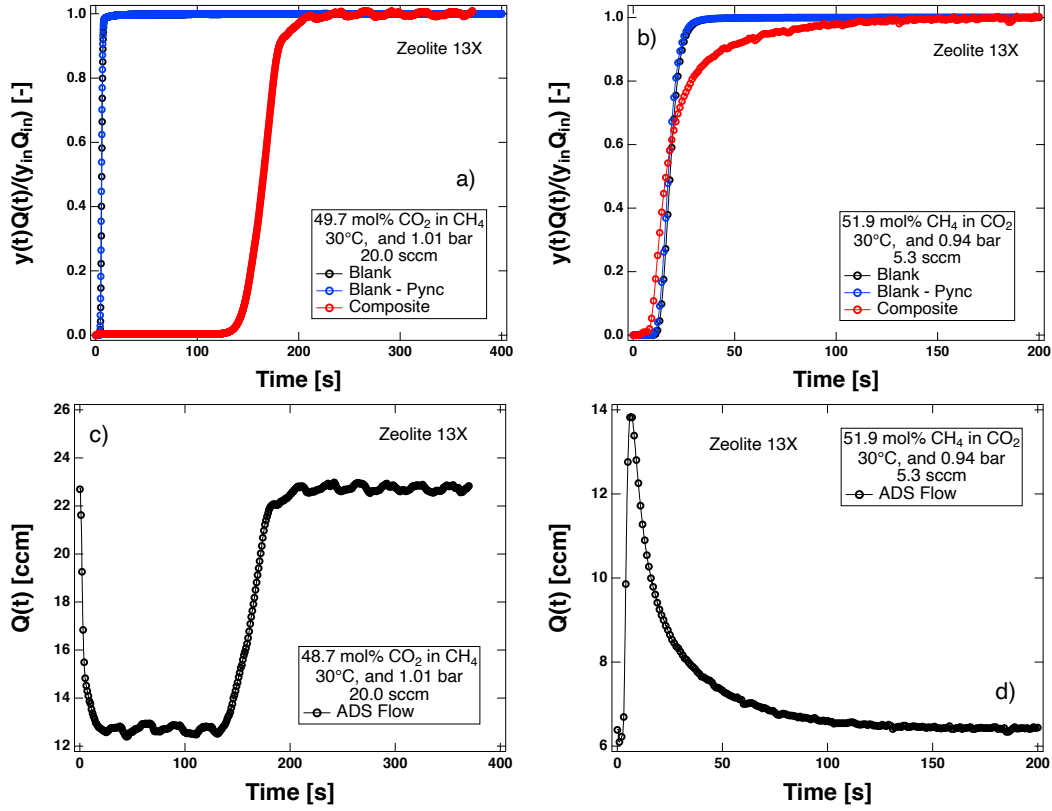 y(t)Q(t)/(y_in Q_in) [-]
1.0
0.8
0.6
0.4
0.2
0.0
Zeolite 13X
a)
49.7 mol% CO₂ in CH₄
30°C, and 1.01 bar
20.0 sccm
Blank
Blank - Pync
Composite
0
100
200
300
400
Time [s]
y(t)Q(t)/(y_in Q_in) [-]
1.0
0.8
0.6
0.4
0.2
0.0
b)
Zeolite 13X
51.9 mol% CH₄ in CO₂
30°C, and 0.94 bar
5.3 sccm
Blank
Blank - Pync
Composite
0
50
100
150
200
Time [s]
Q(t) [ccm]
26
24
22
20
18
16
14
12
c)
Zeolite 13X
48.7 mol% CO₂ in CH₄
30°C, and 1.01 bar
20.0 sccm
ADS Flow
0
100
200
300
400
Time [s]
Q(t) [ccm]
14
12
10
8
6
Zeolite 13X
51.9 mol% CH₄ in CO₂
30°C, and 0.94 bar
5.3 sccm
ADS Flow
d)
0
50
100
150
200
Time [s]